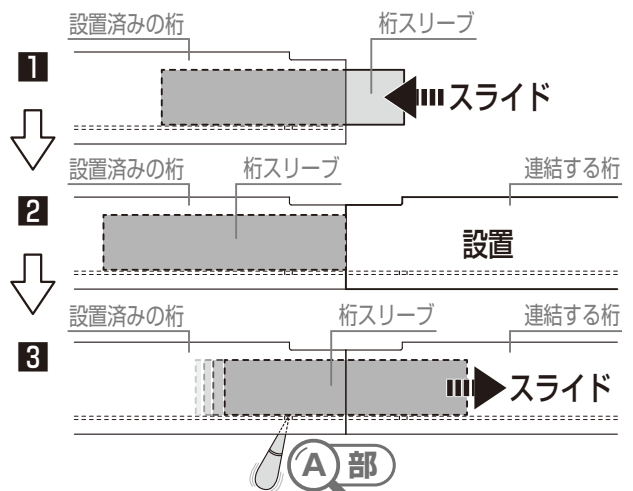 設置済みの桁 桁スリーブ
1
スライド
設置済みの桁 桁スリーブ 連結する桁
2
設置
設置済みの桁 桁スリーブ 連結する桁
3
スライド
A 部